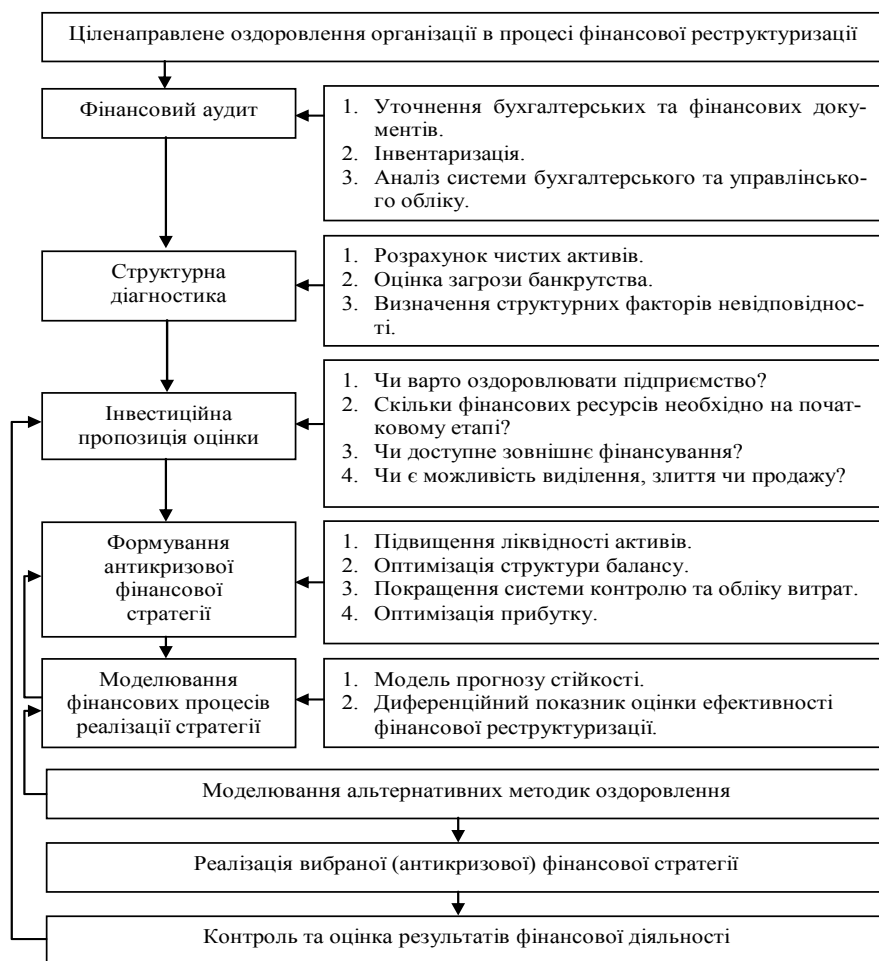 Ціленаправлене оздоровлення організації в процесі фінансової реструктуризації
Фінансовий аудит
1. Уточнення бухгалтерських та фінансових доку-
ментів.
2. Інвентаризація.
3. Аналіз системи бухгалтерського та управлінсько-
го обліку.
Структурна
діагностика
1. Розрахунок чистих активів.
2. Оцінка загрози банкрутства.
3. Визначення структурних факторів невідповіднос-
ті.
Інвестиційна
пропозиція оцінки
1. Чи варто оздоровлювати підприємство?
2. Скільки фінансових ресурсів необхідно на почат-
ковому етапі?
3. Чи доступне зовнішнє фінансування?
4. Чи є можливість виділення, злиття чи продажу?
Формування
антикризової
фінансової
стратегії
1. Підвищення ліквідності активів.
2. Оптимізація структури балансу.
3. Покращення системи контролю та обліку витрат.
4. Оптимізація прибутку.
Моделювання
фінансових процесів
реалізації стратегії
1. Модель прогнозу стійкості.
2. Диференційний показник оцінки ефективності
фінансової реструктуризації.
Моделювання альтернативних методик оздоровлення
Реалізація вибраної (антикризової) фінансової стратегії
Контроль та оцінка результатів фінансової діяльності